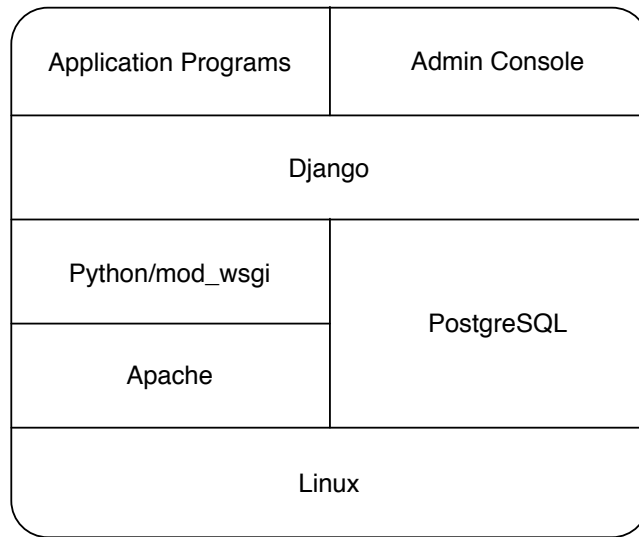 Application Programs
Admin Console
Django
Python/mod_wsgi
PostgreSQL
Apache
Linux